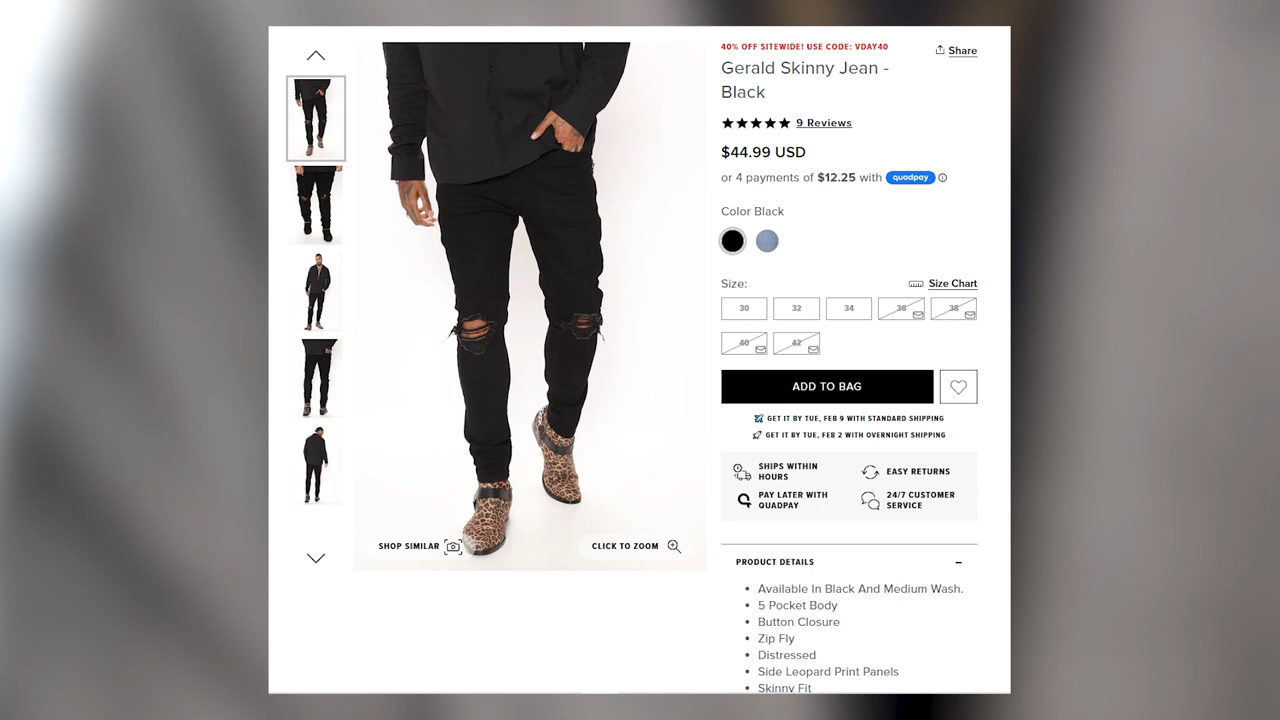 40% OFF SITEWIDE! USE CODE: VDAY40
Share
Gerald Skinny Jean -
Black
9 Reviews
$44.99 USD
or 4 payments of $12.25 with quadpay
Color Black
Size:
Size Chart
30 32 34 36 38
40 42
ADD TO BAG
GET IT BY TUE, FEB 9 WITH STANDARD SHIPPING
GET IT BY TUE, FEB 2 WITH OVERNIGHT SHIPPING
SHIPS WITHIN
HOURS
EASY RETURNS
PAY LATER WITH
QUADPAY
24/7 CUSTOMER
SERVICE
SHOP SIMILAR
CLICK TO ZOOM
PRODUCT DETAILS
• Available In Black And Medium Wash.
• 5 Pocket Body
• Button Closure
• Zip Fly
• Distressed
• Side Leopard Print Panels
• Skinny Fit